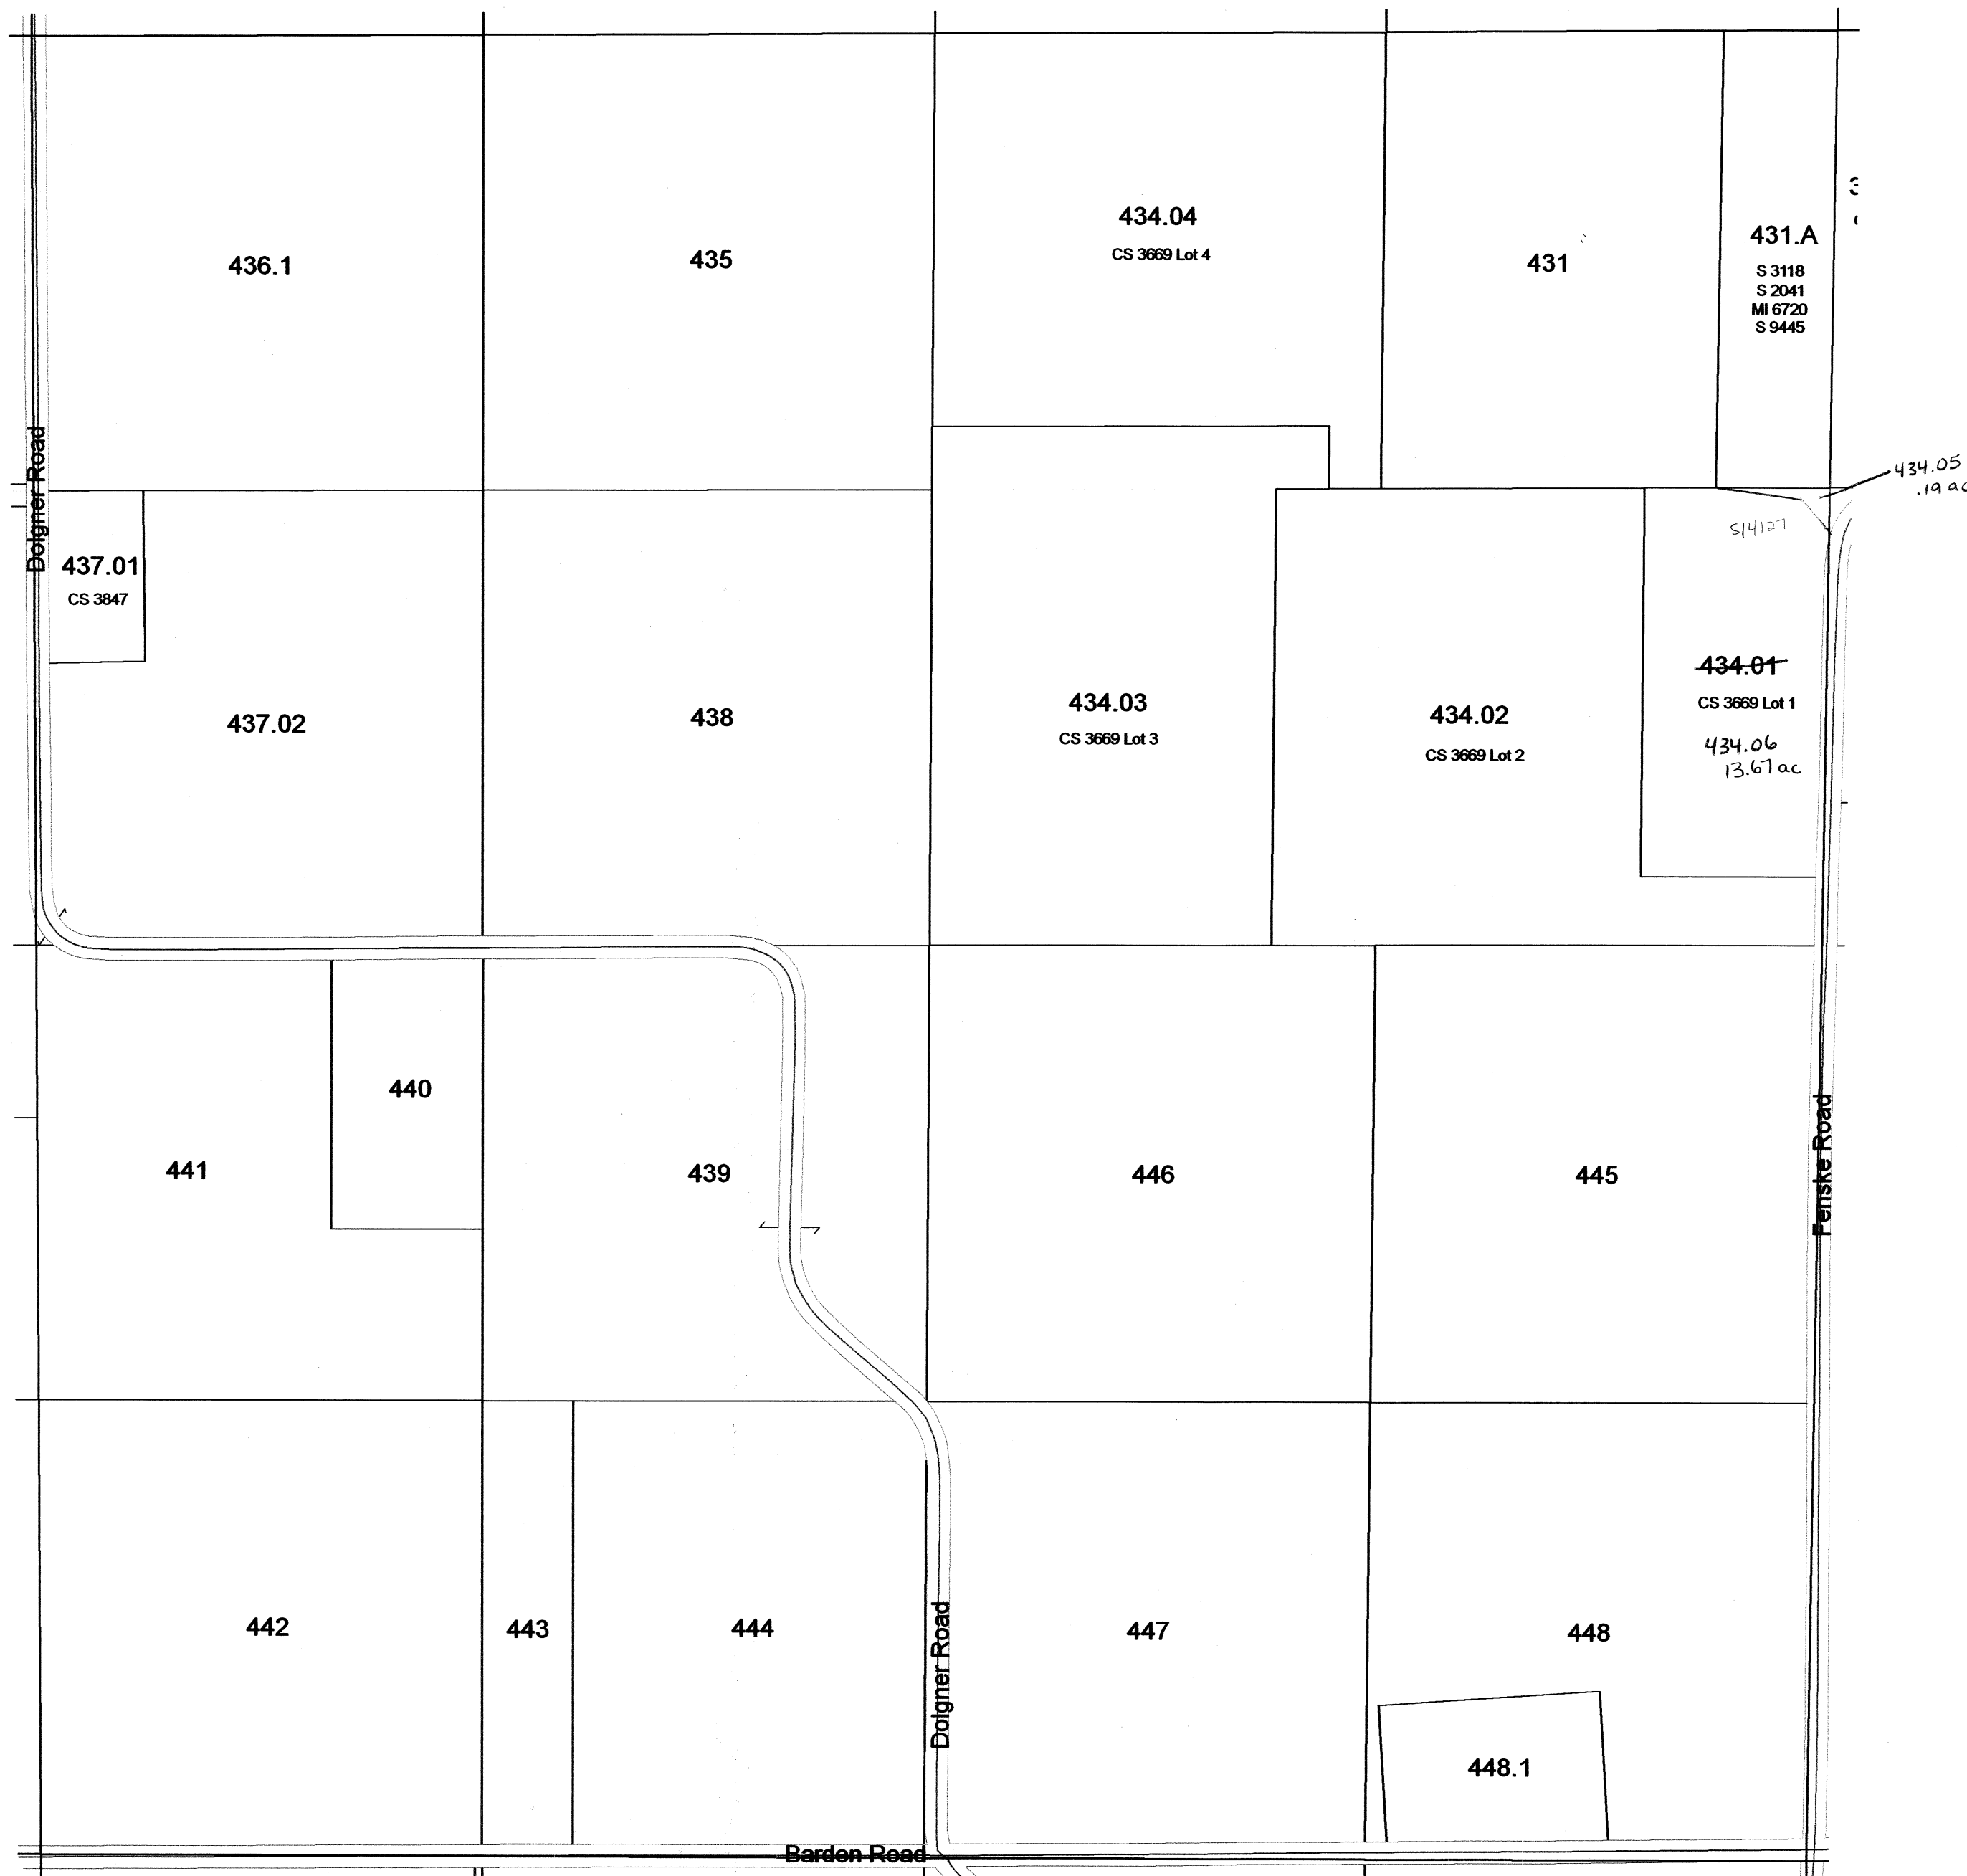 436.1
435
434.04
CS 3669 Lot 4
431
431.A
S 3118
S 2041
MI 6720
S 9445
Dolgner Road
434.05
.19 ac
S14127
437.01
CS 3847
437.02
438
434.03
CS 3669 Lot 3
434.02
CS 3669 Lot 2
434.01
CS 3669 Lot 1
434.06
13.67 ac
441
440
439
446
445
Fenske Road
442
443
444
Dolgner Road
447
448
448.1
Barden Road